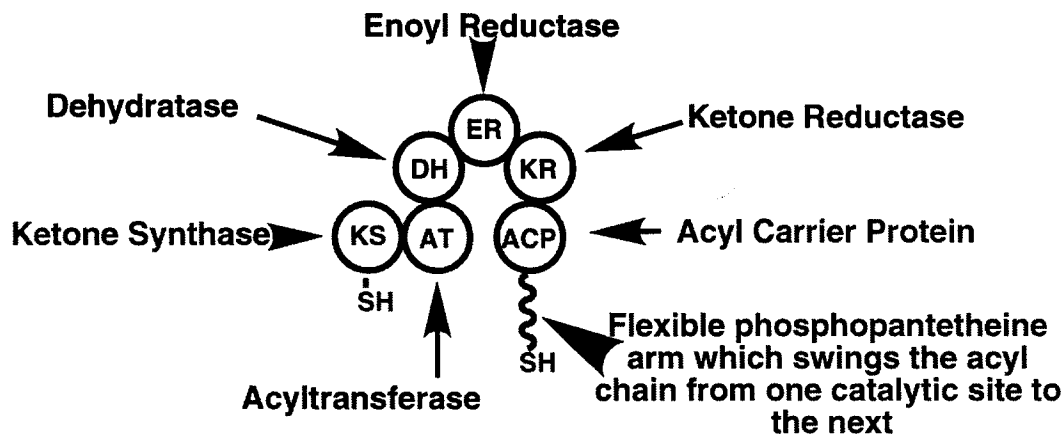 Enoyl Reductase
Dehydratase
Ketone Reductase
ER
DH
KR
Ketone Synthase
KS
AT
ACP
Acyl Carrier Protein
SH
SH
Acyltransferase
Flexible phosphopantetheine
arm which swings the acyl
chain from one catalytic site to
the next